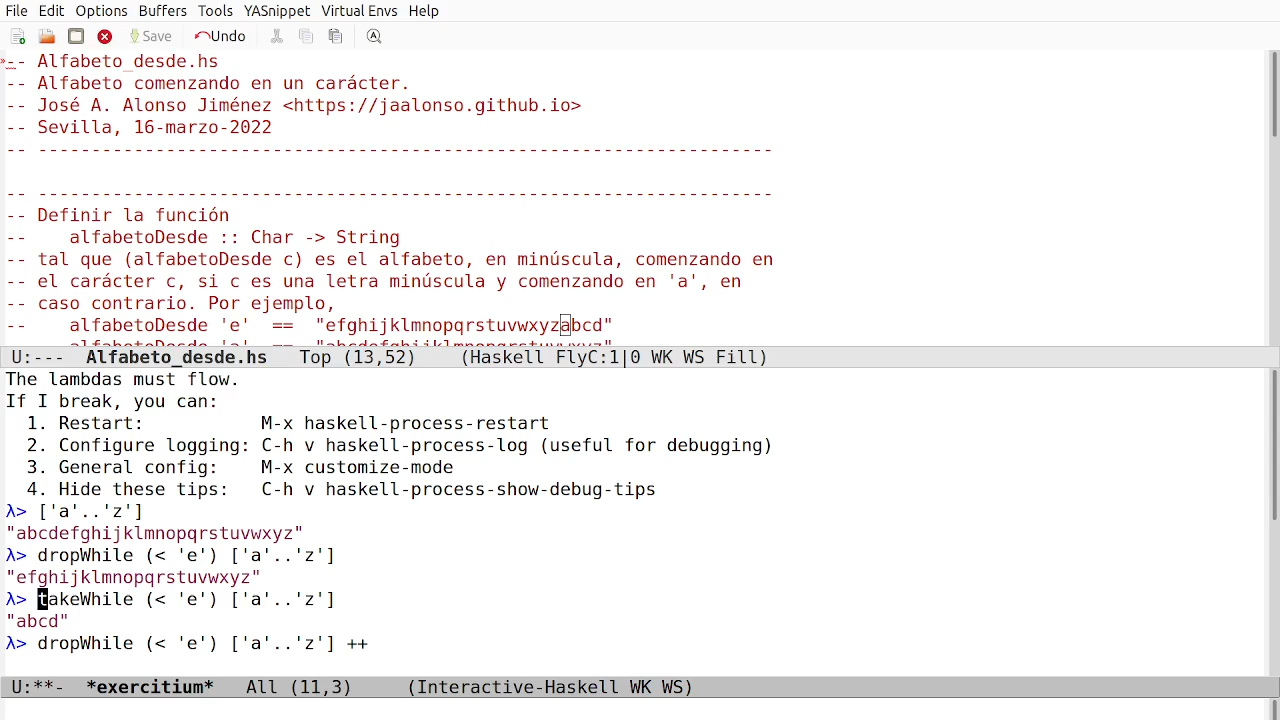 File Edit Options Buffers Tools YASnippet Virtual Envs Help
Save Undo
-- Alfabeto_desde.hs
-- Alfabeto comenzando en un carácter.
-- José A. Alonso Jiménez <https://jaalonso.github.io>
-- Sevilla, 16-marzo-2022
-- ---------------------------------------------------------------------
-- ---------------------------------------------------------------------
-- Definir la función
--    alfabetoDesde :: Char -> String
-- tal que (alfabetoDesde c) es el alfabeto, en minúscula, comenzando en
-- el carácter c, si c es una letra minúscula y comenzando en 'a', en
-- caso contrario. Por ejemplo,
--    alfabetoDesde 'e'  ==  "efghijklmnopqrstuvwxyzabcd"
--    alfabetoDesde 'a'  ==  "abcdefghijklmnopqrstuvwxyz"
U:---  Alfabeto_desde.hs   Top (13,52)    (Haskell FlyC:1|0 WK WS Fill)
The lambdas must flow.
If I break, you can:
  1. Restart:           M-x haskell-process-restart
  2. Configure logging: C-h v haskell-process-log (useful for debugging)
  3. General config:    M-x customize-mode
  4. Hide these tips:   C-h v haskell-process-show-debug-tips
λ> ['a'..'z']
"abcdefghijklmnopqrstuvwxyz"
λ> dropWhile (< 'e') ['a'..'z']
"efghijklmnopqrstuvwxyz"
λ> takeWhile (< 'e') ['a'..'z']
"abcd"
λ> dropWhile (< 'e') ['a'..'z'] ++
U:**-  *exercitium*   All (11,3)     (Interactive-Haskell WK WS)